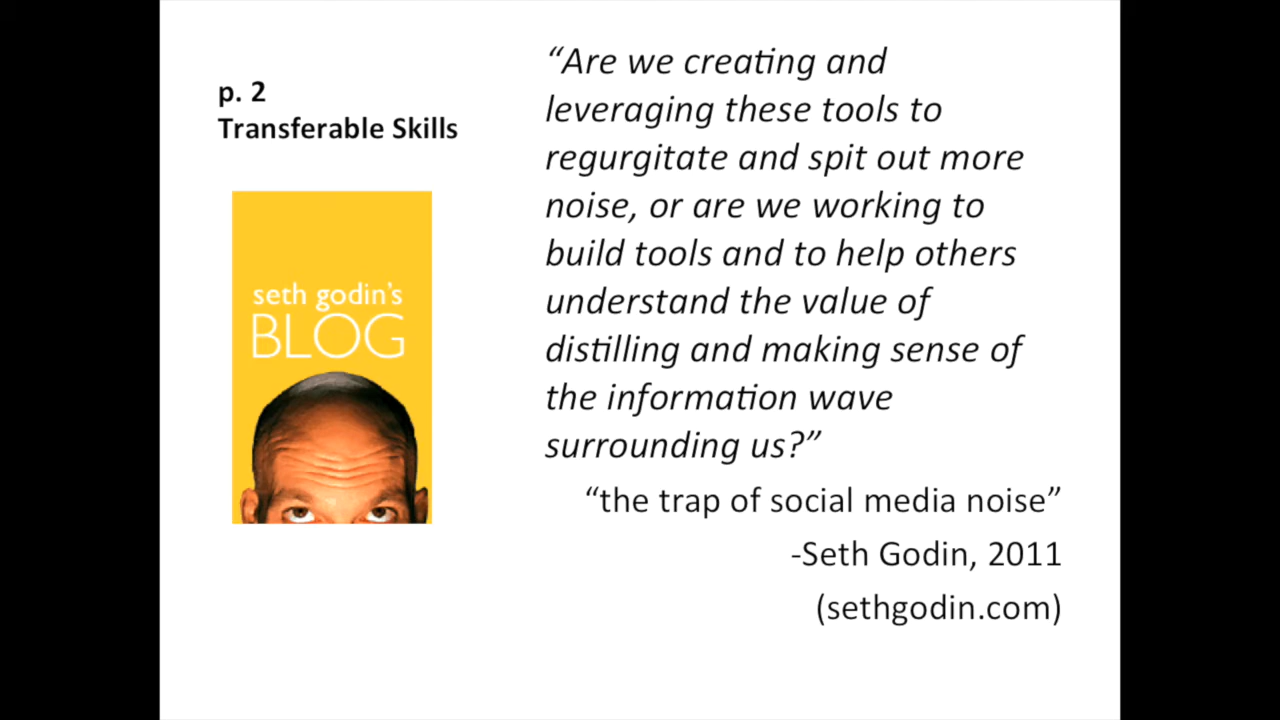 p. 2
Transferable Skills
seth godin's
BLOG
“Are we creating and
leveraging these tools to
regurgitate and spit out more
noise, or are we working to
build tools and to help others
understand the value of
distilling and making sense of
the information wave
surrounding us?”
“the trap of social media noise”
-Seth Godin, 2011
(sethgodin.com)